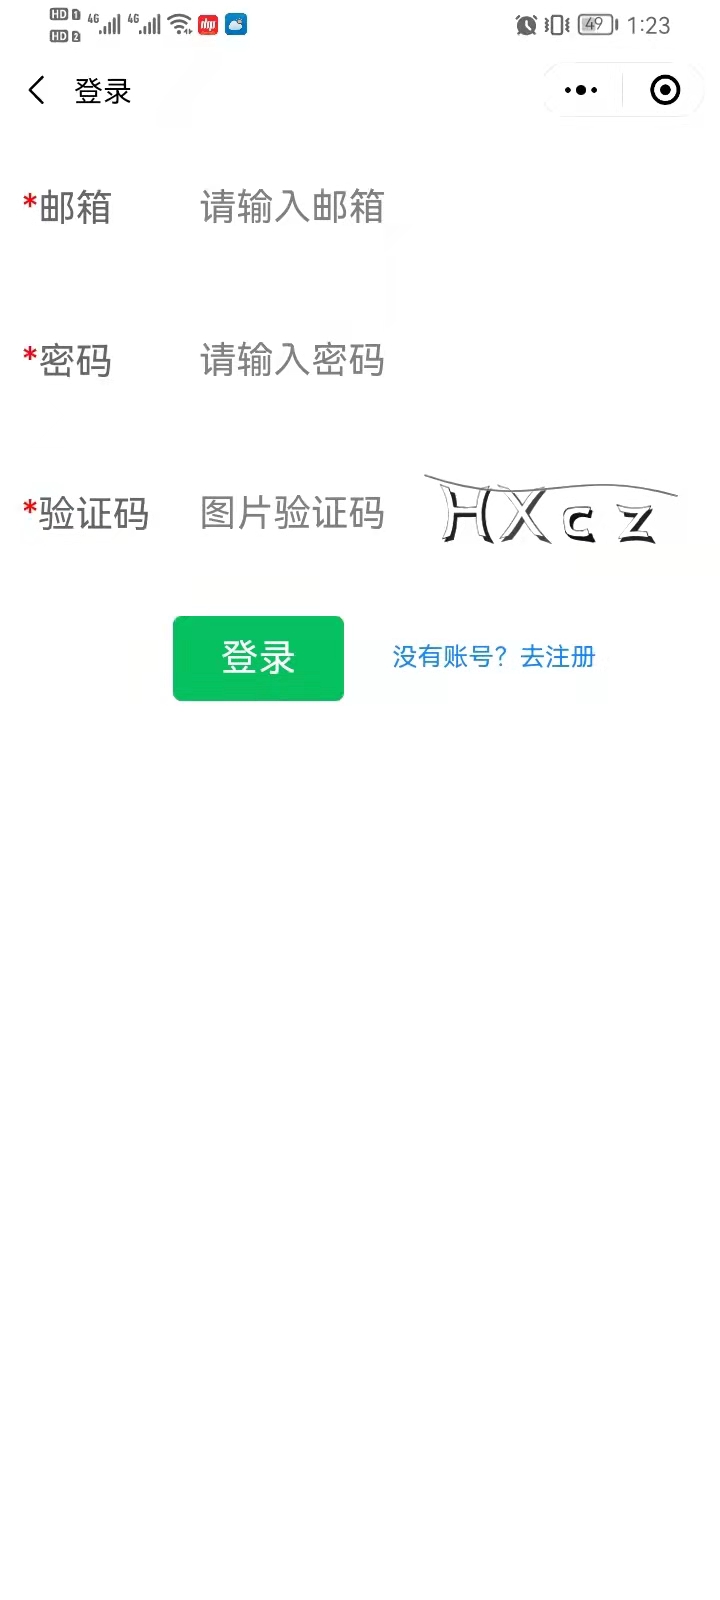 HD 1 4G 4G 49 1:23
HD 2
登录
*邮箱 请输入邮箱
*密码 请输入密码
*验证码 图片验证码 HXcz
登录 没有账号？去注册